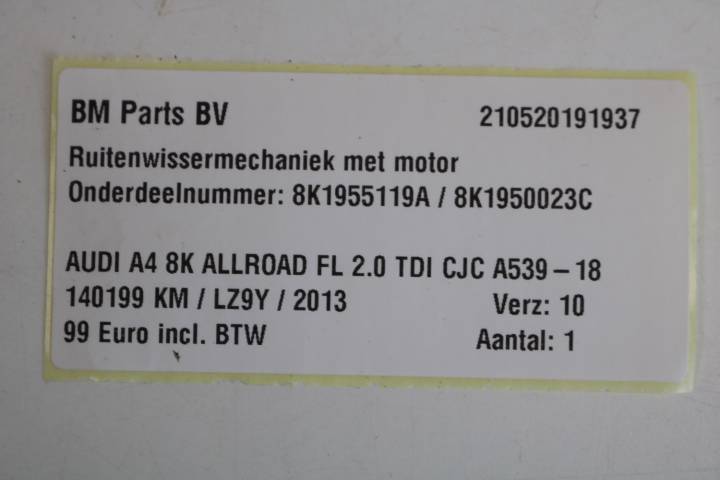 BM Parts BV 210520191937
Ruitenwissermechaniek met motor
Onderdeelnummer: 8K1955119A / 8K1950023C
AUDI A4 8K ALLROAD FL 2.0 TDI CJC A539 – 18
140199 KM / LZ9Y / 2013 Verz: 10
99 Euro incl. BTW Aantal: 1